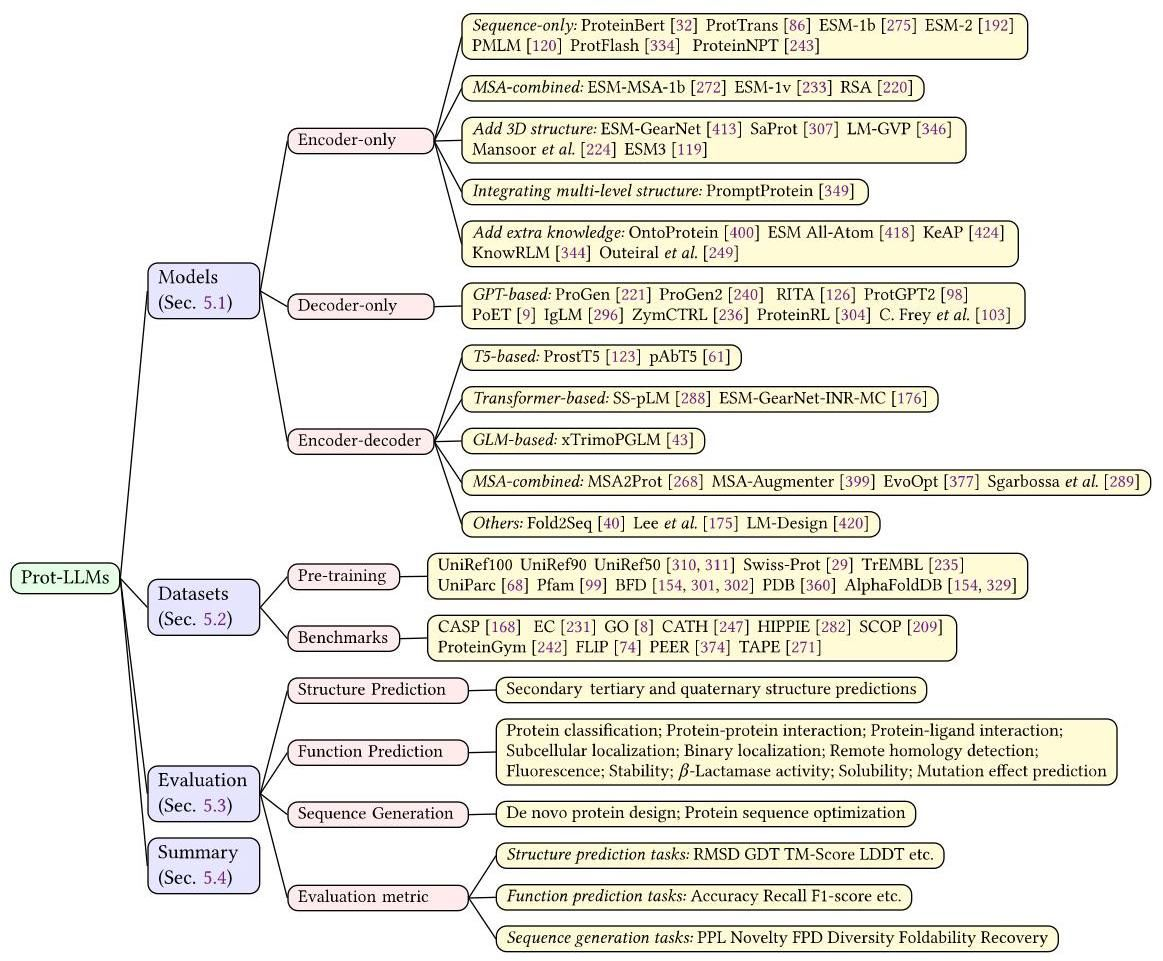 Sequence-only: ProteinBert [32] ProtTrans [86] ESM-1b [275] ESM-2 [192]
PMLM [120] ProtFlash [334] ProteinNPT [243]
MSA-combined: ESM-MSA-1b [272] ESM-1v [233] RSA [220]
Encoder-only
Add 3D structure: ESM-GearNet [413] SaProt [307] LM-GVP [346]
Mansoor et al. [224] ESM3 [119]
Integrating multi-level structure: PromptProtein [349]
Add extra knowledge: OntoProtein [400] ESM All-Atom [418] KeAP [424]
KnowRLM [344] Outeiral et al. [249]
Models
(Sec. 5.1)
Decoder-only
GPT-based: ProGen [221] ProGen2 [240] RITA [126] ProtGPT2 [98]
PoET [9] IgLM [296] ZymCTRL [236] ProteinRL [304] C. Frey et al. [103]
T5-based: ProstT5 [123] pAbT5 [61]
Transformer-based: SS-pLM [288] ESM-GearNet-INR-MC [176]
Encoder-decoder
GLM-based: xTrimoPGLM [43]
MSA-combined: MSA2Prot [268] MSA-Augmenter [399] EvoOpt [377] Sgarbossa et al. [289]
Others: Fold2Seq [40] Lee et al. [175] LM-Design [420]
Prot-LLMs
Datasets
(Sec. 5.2)
Pre-training
UniRef100 UniRef90 UniRef50 [310, 311] Swiss-Prot [29] TrEMBL [235]
UniParc [68] Pfam [99] BFD [154, 301, 302] PDB [360] AlphaFoldDB [154, 329]
Benchmarks
CASP [168] EC [231] GO [8] CATH [247] HIPPIE [282] SCOP [209]
ProteinGym [242] FLIP [74] PEER [374] TAPE [271]
Structure Prediction
Secondary tertiary and quaternary structure predictions
Function Prediction
Protein classification; Protein-protein interaction; Protein-ligand interaction;
Subcellular localization; Binary localization; Remote homology detection;
Fluorescence; Stability; β-Lactamase activity; Solubility; Mutation effect prediction
Evaluation
(Sec. 5.3)
Sequence Generation
De novo protein design; Protein sequence optimization
Summary
(Sec. 5.4)
Evaluation metric
Structure prediction tasks: RMSD GDT TM-Score LDDT etc.
Function prediction tasks: Accuracy Recall F1-score etc.
Sequence generation tasks: PPL Novelty FPD Diversity Foldability Recovery